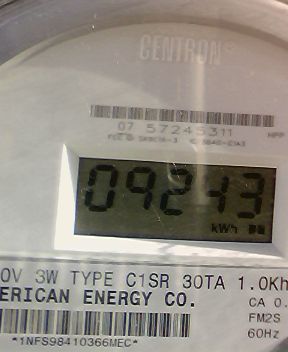 CENTRON®
07 57245311
09243
kWh
0V 3W TYPE C1SR 30TA 1.0Kh
ERICAN ENERGY CO.
CA 0.
FM2S
60Hz
*1NFS98410366MEC*